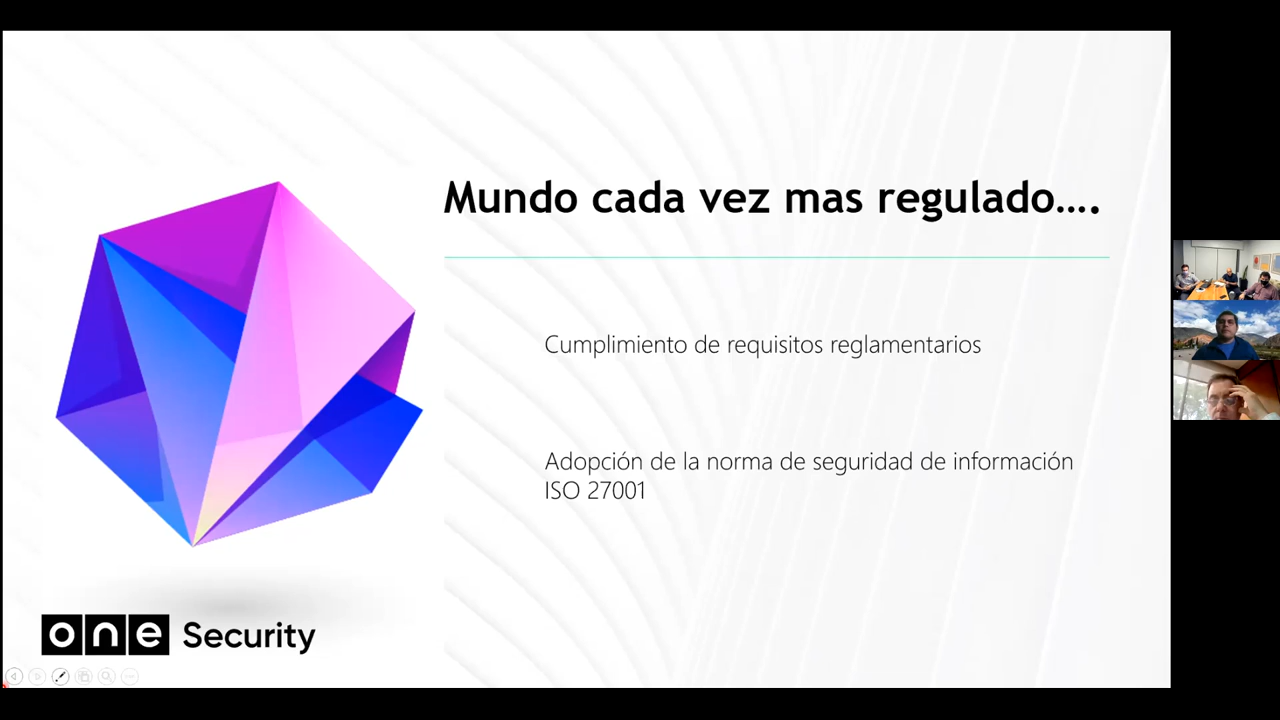 Mundo cada vez mas regulado....
Cumplimiento de requisitos reglamentarios
Adopción de la norma de seguridad de información
ISO 27001
one Security